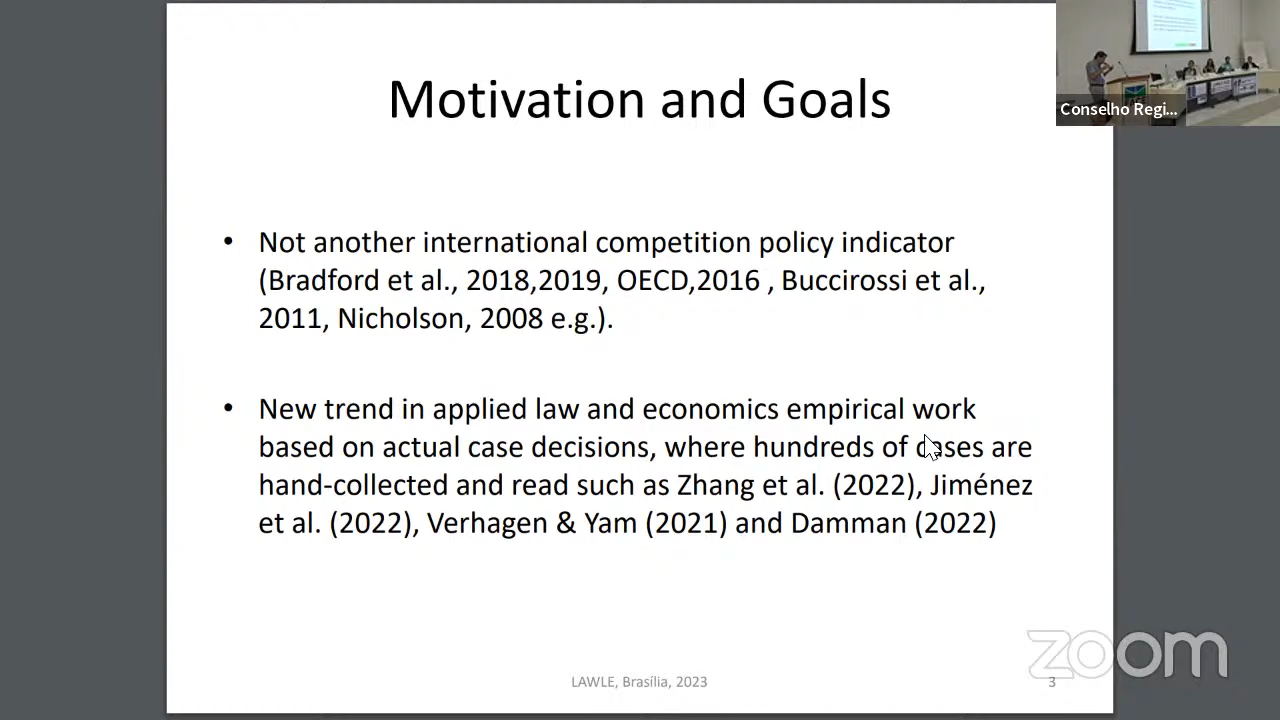 Motivation and Goals
Conselho Regi...
• Not another international competition policy indicator
(Bradford et al., 2018,2019, OECD,2016 , Buccirossi et al.,
2011, Nicholson, 2008 e.g.).
• New trend in applied law and economics empirical work
based on actual case decisions, where hundreds of cases are
hand-collected and read such as Zhang et al. (2022), Jiménez
et al. (2022), Verhagen & Yam (2021) and Damman (2022)
zoom
LAWLE, Brasília, 2023
3